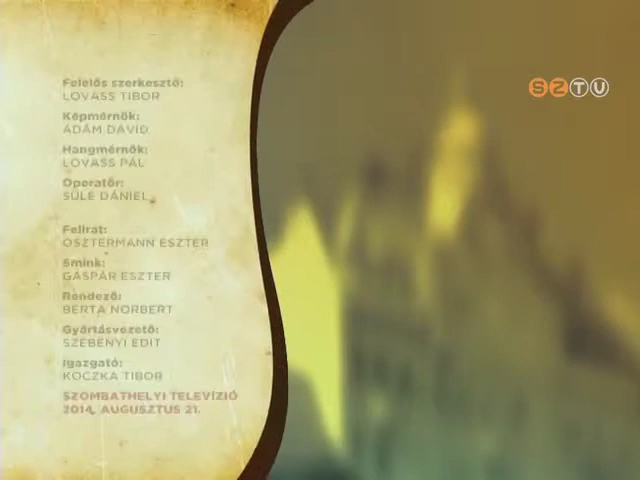 Felelős szerkesztő:
LOVASS TIBOR
Képmérnök:
ÁDÁM DÁVID
Hangmérnök:
LOVASS PÁL
Operatőr:
SÜLE DÁNIEL
Felirat:
OSZTERMANN ESZTER
Smink:
GÁSPÁR ESZTER
Rendező:
BERTA NORBERT
Gyártásvezető:
SZEBÉNYI EDIT
Igazgató:
KOCZKA TIBOR
SZOMBATHELYI TELEVÍZIÓ
2014. AUGUSZTUS 21.
SZTV